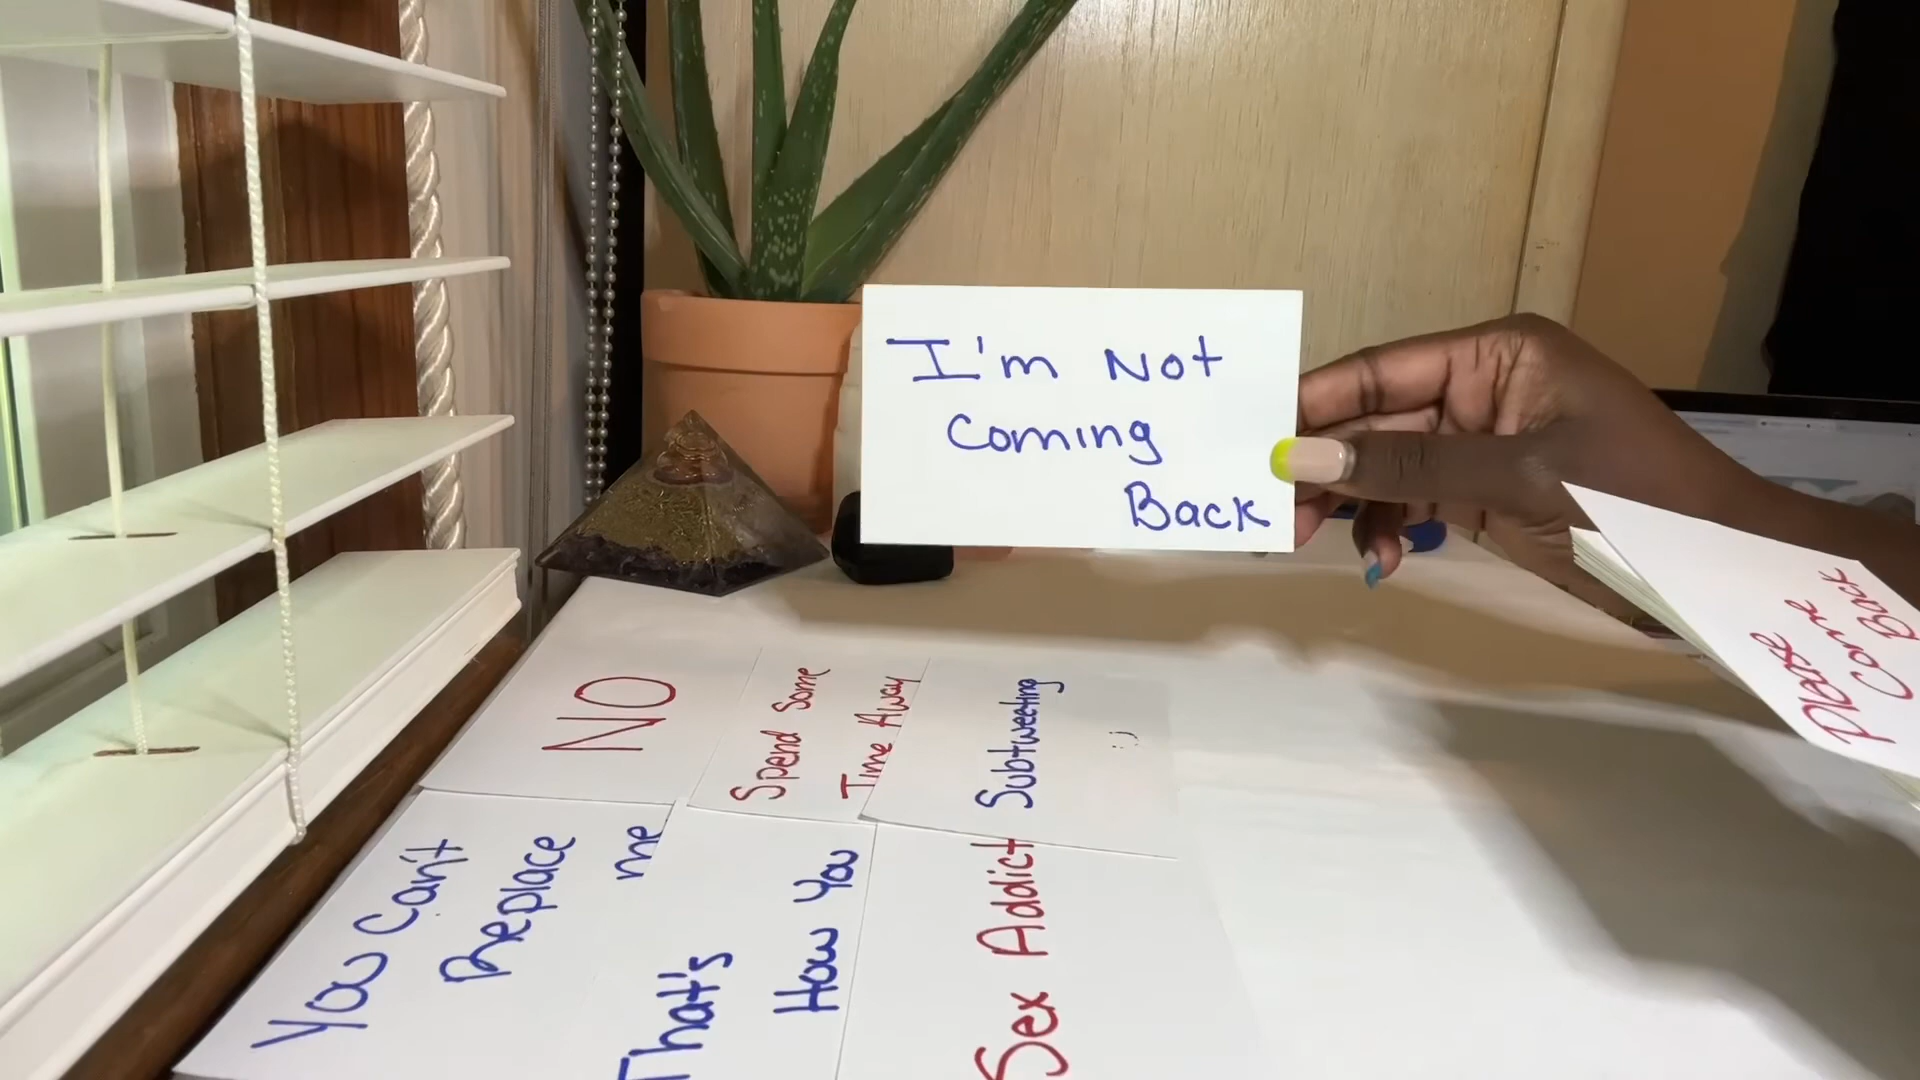 I'm Not
Coming
Back
Please
Come
Back
NO
Spend Some
Time Away
Subtweeting
:)
You Can't
Replace
me
That's
How You
Sex Addict